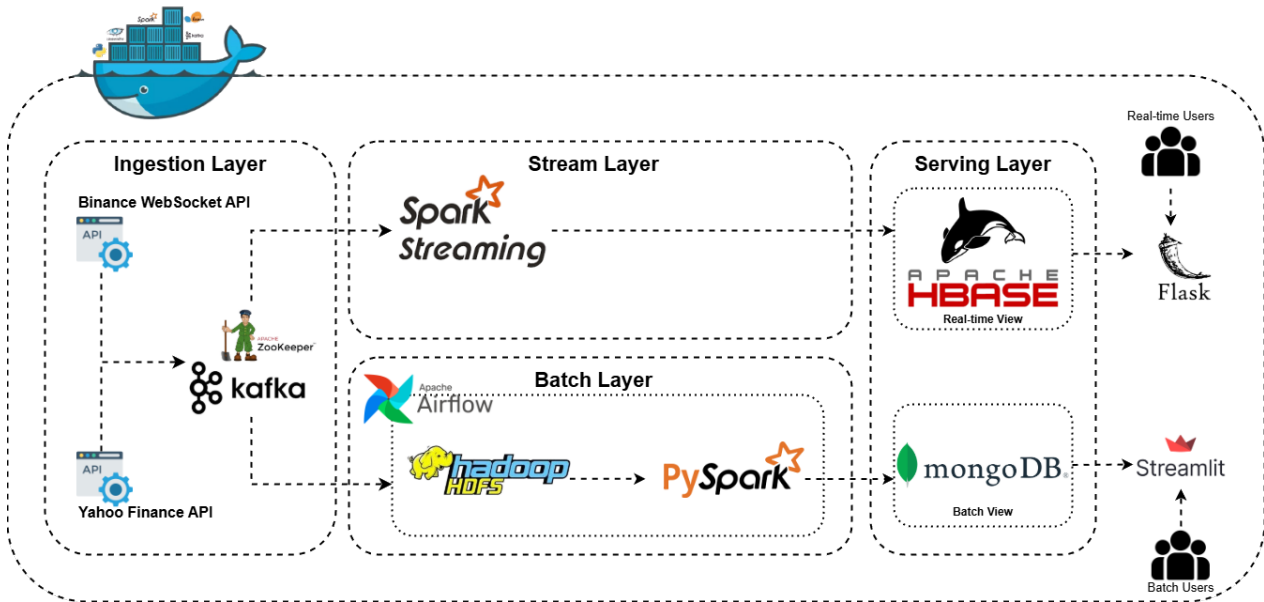 Spark
kafka
Real-time Users
Ingestion Layer
Stream Layer
Serving Layer
Binance WebSocket API
API
Spark
Streaming
APACHE
HBASE
Real-time View
Flask
APACHE
ZooKeeper
kafka
Batch Layer
Apache
Airflow
hadoop
HDFS
PySpark
mongoDB
Batch View
Streamlit
API
Yahoo Finance API
Batch Users